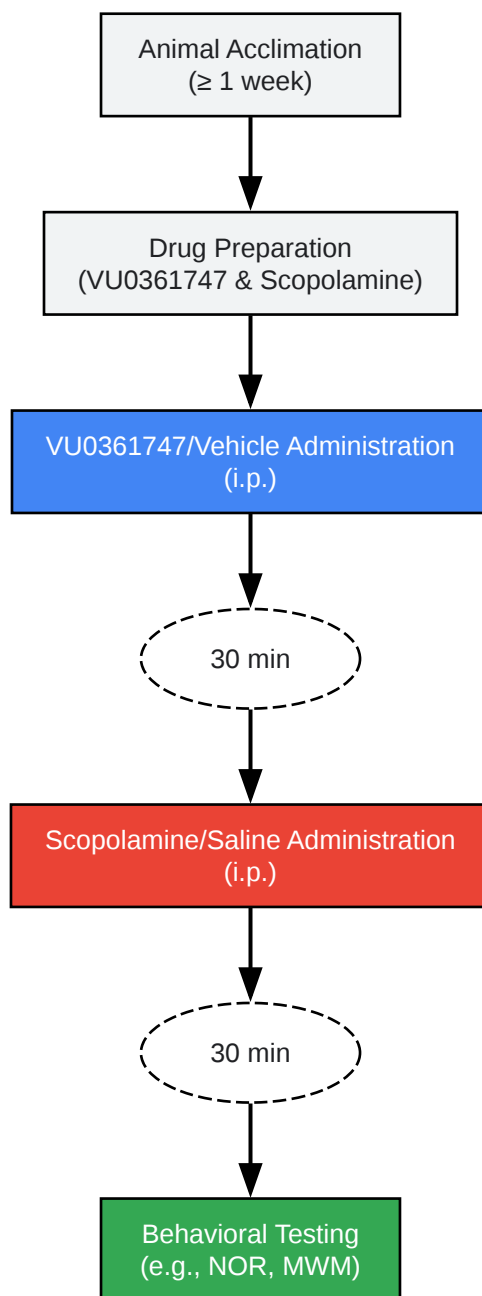 Animal Acclimation
(≥ 1 week)
Drug Preparation
(VU0361747 & Scopolamine)
VU0361747/Vehicle Administration
(i.p.)
30 min
Scopolamine/Saline Administration
(i.p.)
30 min
Behavioral Testing
(e.g., NOR, MWM)